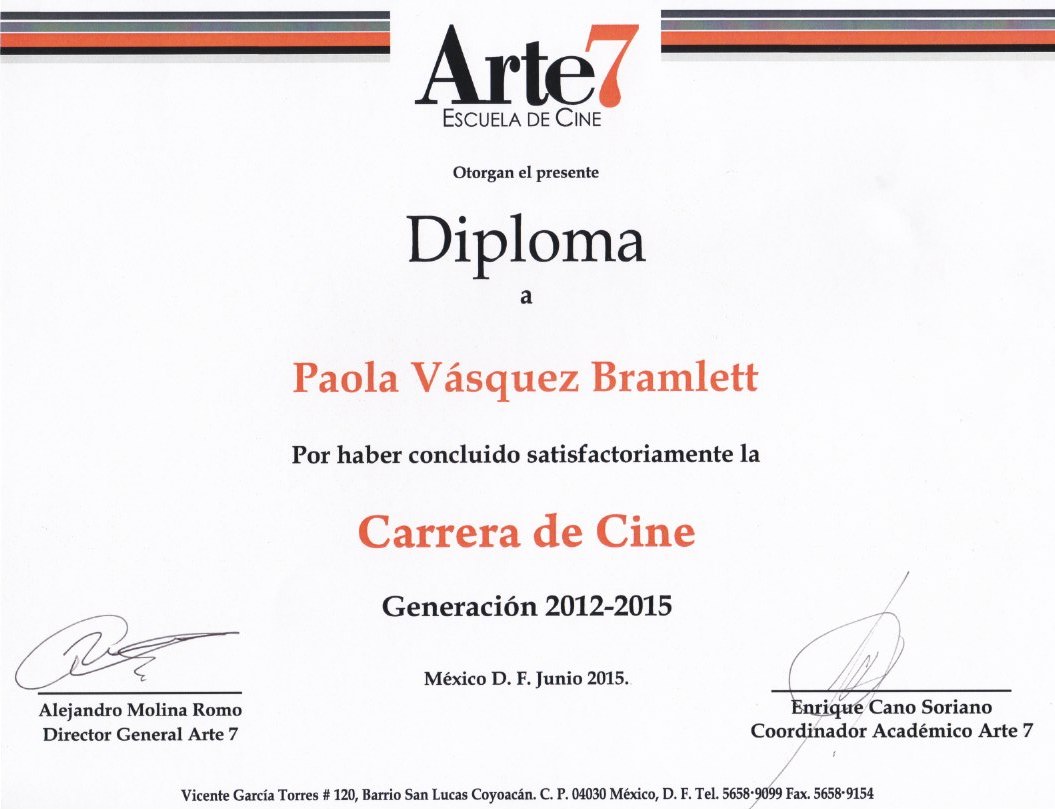 Arte7
ESCUELA DE CINE
Otorgan el presente
Diploma
a
Paola Vásquez Bramlett
Por haber concluido satisfactoriamente la
Carrera de Cine
Generación 2012-2015
México D. F. Junio 2015.
Alejandro Molina Romo
Director General Arte 7
Enrique Cano Soriano
Coordinador Académico Arte 7
Vicente García Torres # 120, Barrio San Lucas Coyoacán. C. P. 04030 México, D. F. Tel. 5658·9099 Fax. 5658·9154